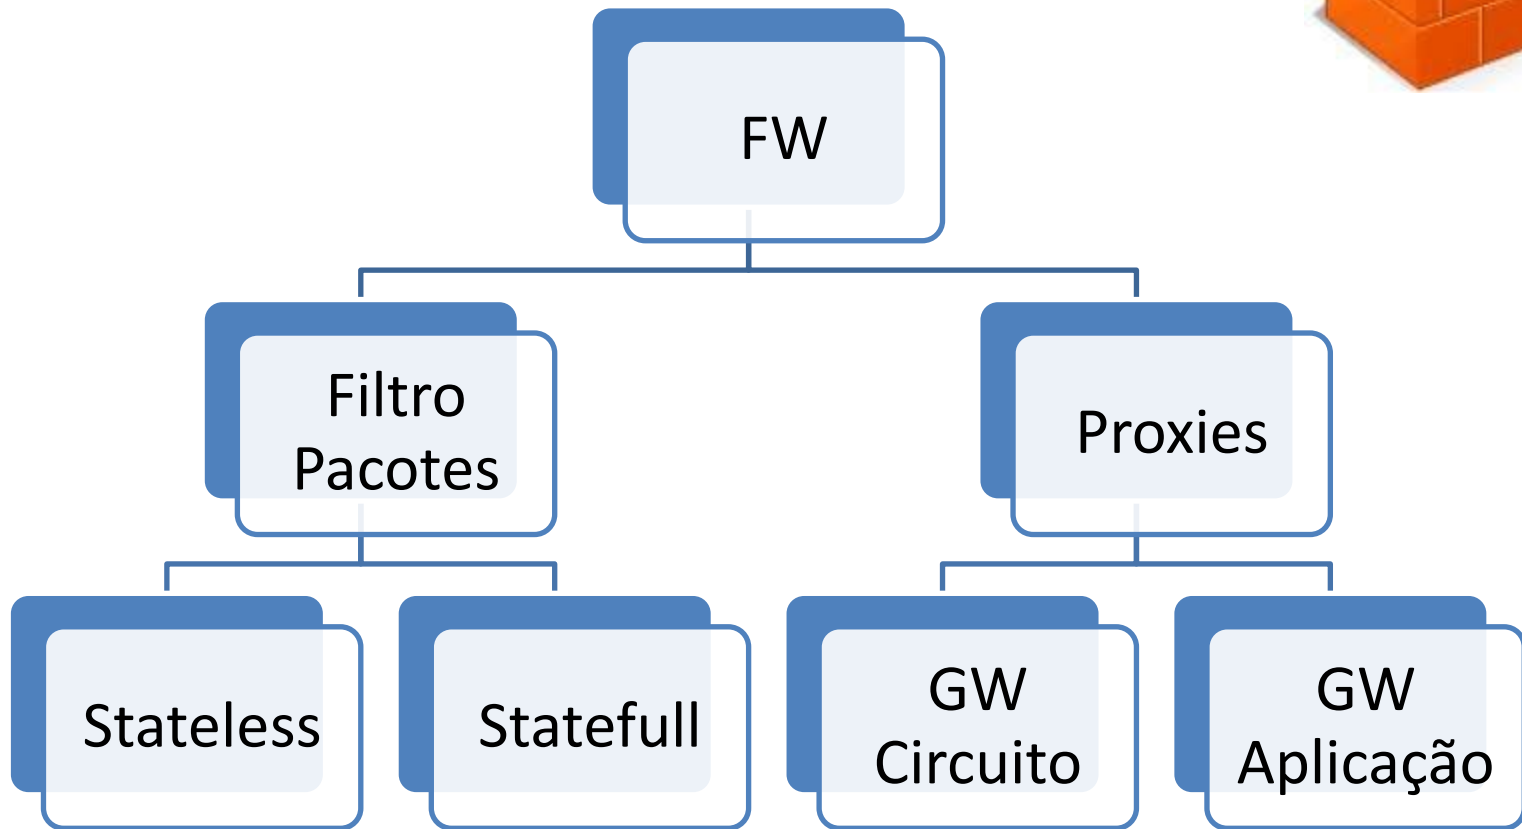 FW
Filtro
Pacotes
Proxies
Stateless
Statefull
GW
Circuito
GW
Aplicação